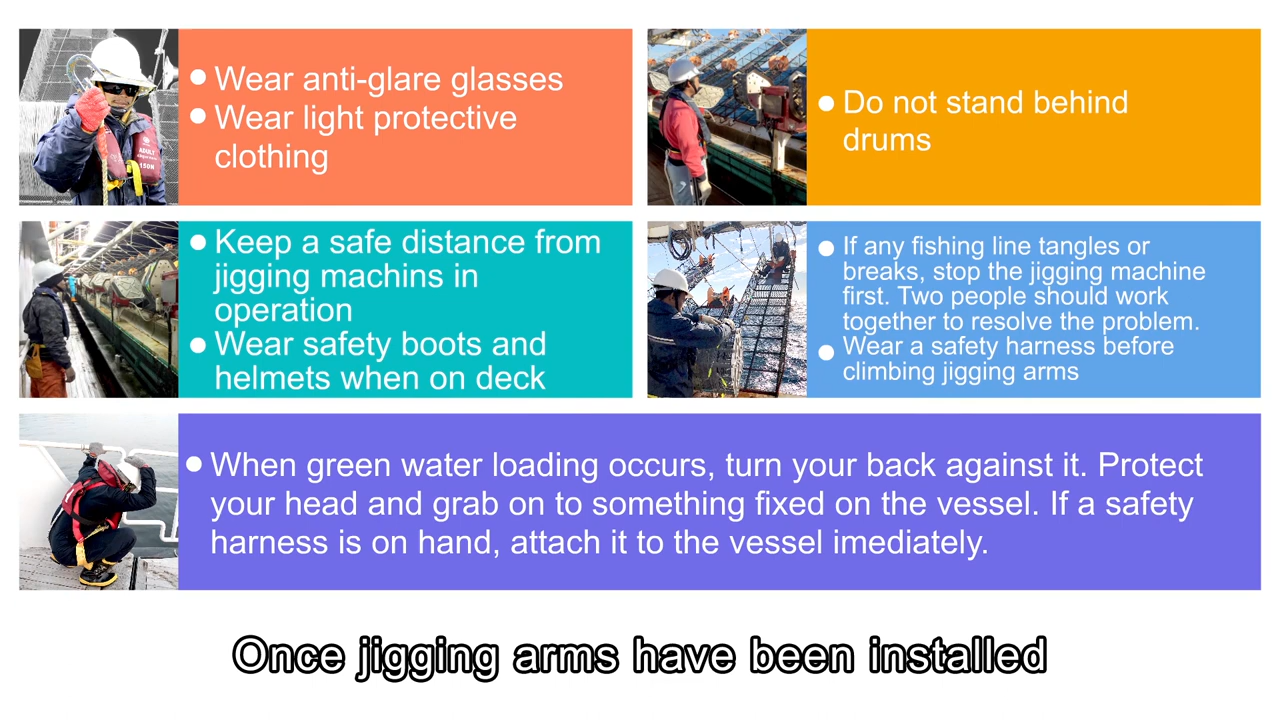 ● Wear anti-glare glasses
● Wear light protective
clothing
● Do not stand behind
drums
● Keep a safe distance from
jigging machins in
operation
● Wear safety boots and
helmets when on deck
● If any fishing line tangles or
breaks, stop the jigging machine
first. Two people should work
together to resolve the problem.
● Wear a safety harness before
climbing jigging arms
● When green water loading occurs, turn your back against it. Protect
your head and grab on to something fixed on the vessel. If a safety
harness is on hand, attach it to the vessel imediately.
ADULT
150N
Once jigging arms have been installed